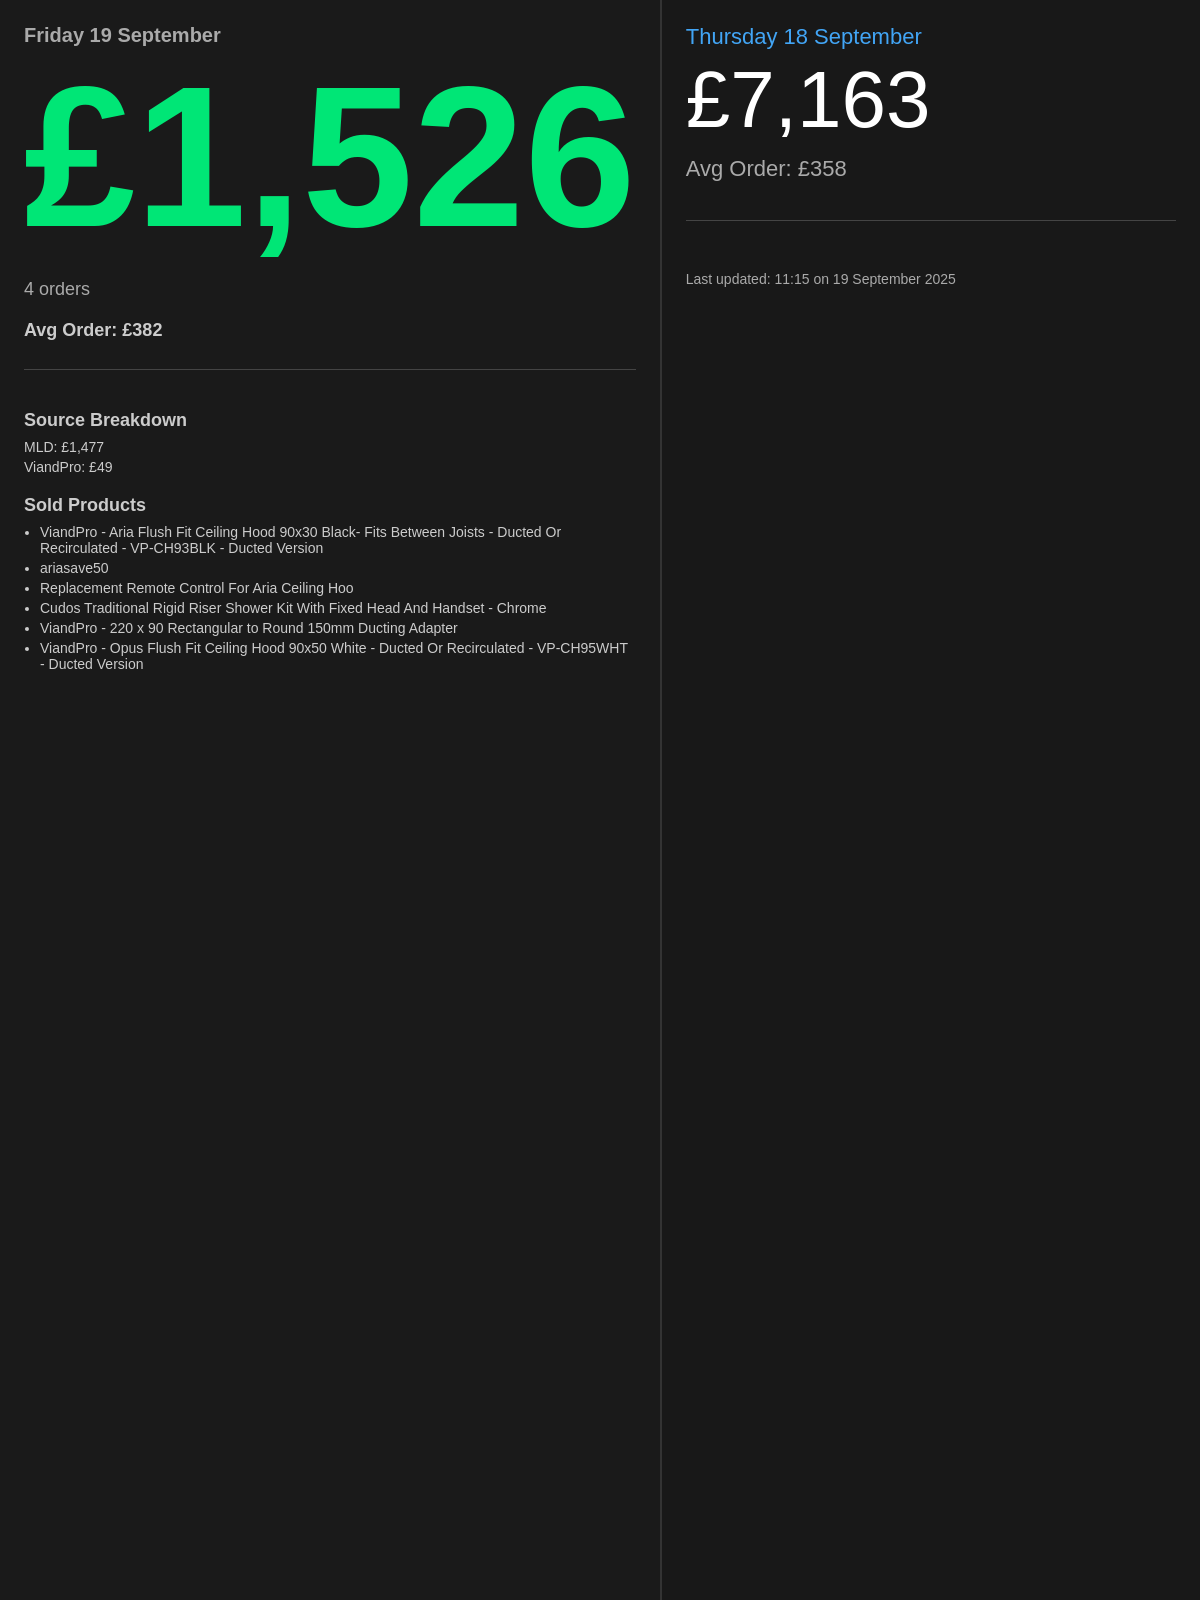 Friday 19 September
£1,526
4 orders
Avg Order: £382
Source Breakdown
MLD: £1,477
ViandPro: £49
Sold Products
• ViandPro - Aria Flush Fit Ceiling Hood 90x30 Black- Fits Between Joists - Ducted Or
Recirculated - VP-CH93BLK - Ducted Version
• ariasave50
• Replacement Remote Control For Aria Ceiling Hoo
• Cudos Traditional Rigid Riser Shower Kit With Fixed Head And Handset - Chrome
• ViandPro - 220 x 90 Rectangular to Round 150mm Ducting Adapter
• ViandPro - Opus Flush Fit Ceiling Hood 90x50 White - Ducted Or Recirculated - VP-CH95WHT
- Ducted Version
Thursday 18 September
£7,163
Avg Order: £358
Last updated: 11:15 on 19 September 2025